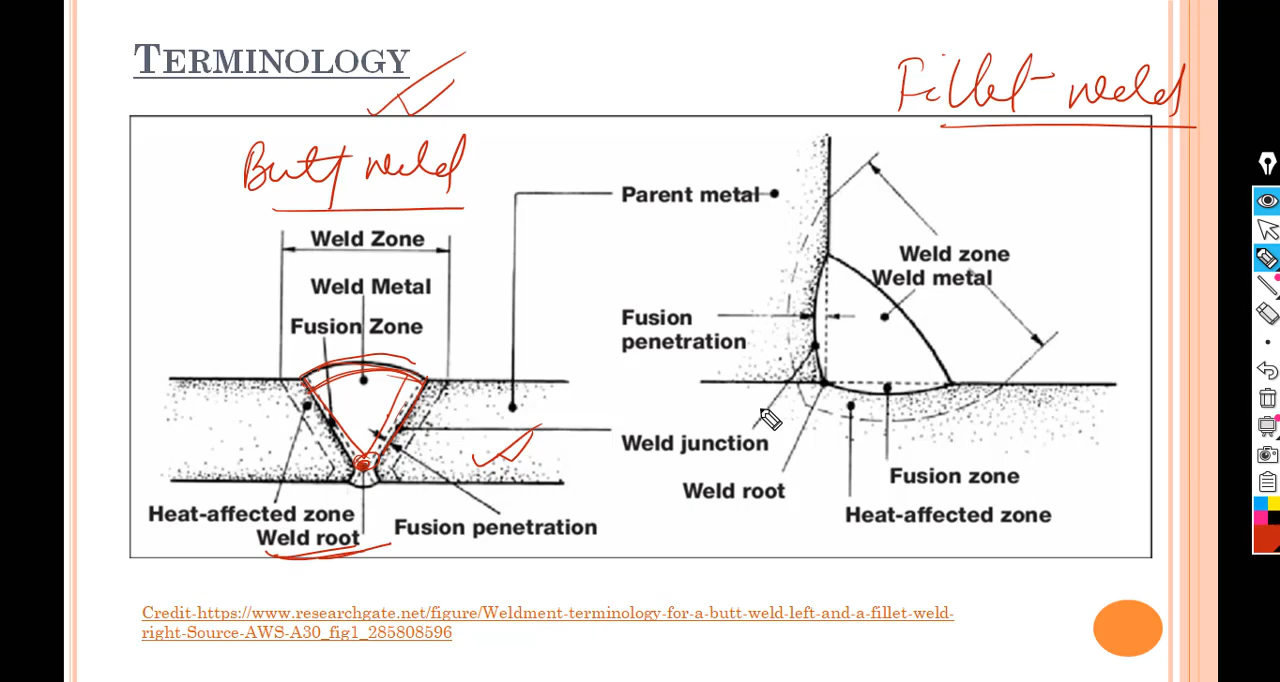 TERMINOLOGY
Fillet weld
Butt weld
Parent metal
Weld Zone
Weld Metal
Fusion Zone
Heat-affected zone
Weld root
Fusion penetration
Weld zone
Weld metal
Fusion
penetration
Weld junction
Weld root
Fusion zone
Heat-affected zone
Credit-https://www.researchgate.net/figure/Weldment-terminology-for-a-butt-weld-left-and-a-fillet-weld-
right-Source-AWS-A30_fig1_285808596